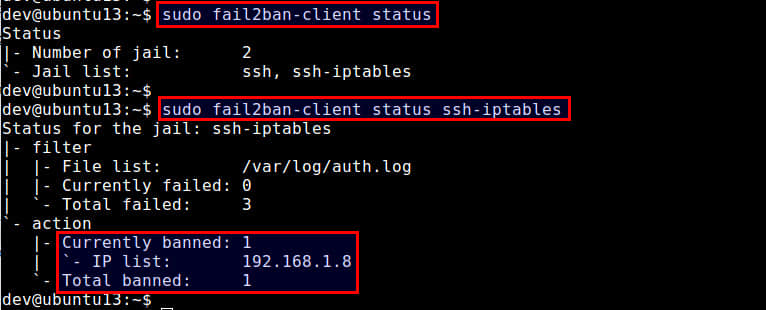 dev@ubuntu13:~$ sudo fail2ban-client status
Status
|- Number of jail:      2
`- Jail list:           ssh, ssh-iptables
dev@ubuntu13:~$
dev@ubuntu13:~$ sudo fail2ban-client status ssh-iptables
Status for the jail: ssh-iptables
|- filter
|  |- File list:        /var/log/auth.log
|  |- Currently failed: 0
|  `- Total failed:     3
`- action
   |- Currently banned: 1
   |  `- IP list:       192.168.1.8
   `- Total banned:     1
dev@ubuntu13:~$